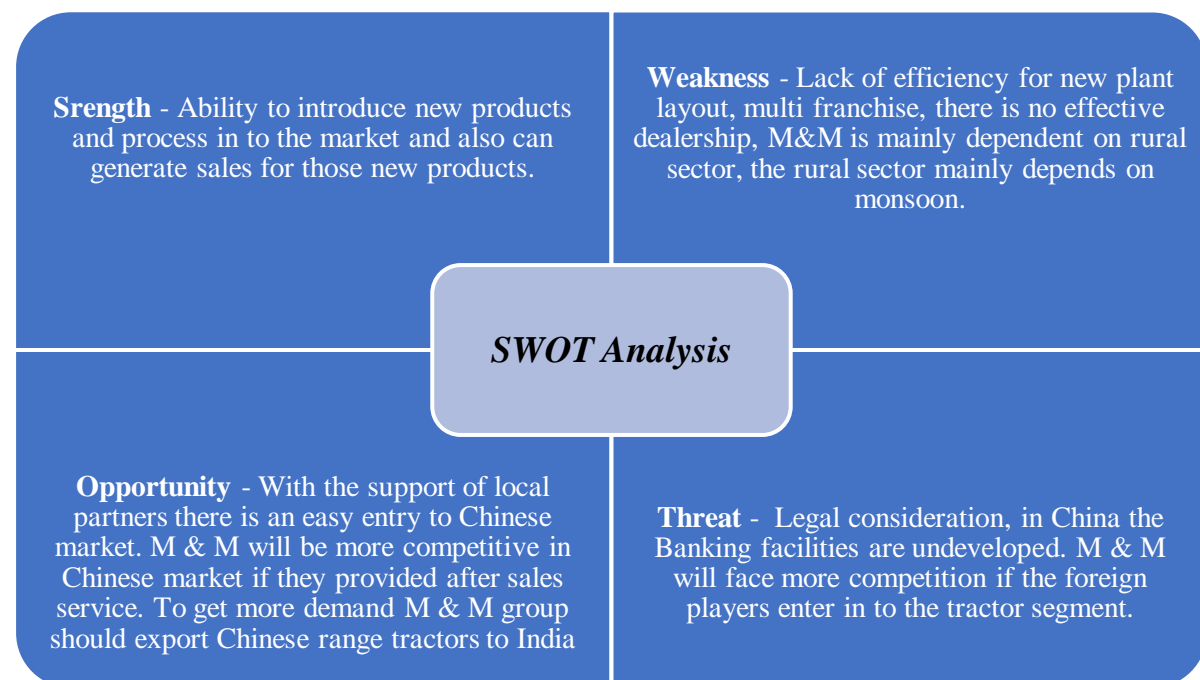 Srength - Ability to introduce new products
and process in to the market and also can
generate sales for those new products.
Weakness - Lack of efficiency for new plant
layout, multi franchise, there is no effective
dealership, M&M is mainly dependent on rural
sector, the rural sector mainly depends on
monsoon.
SWOT Analysis
Opportunity - With the support of local
partners there is an easy entry to Chinese
market. M & M will be more competitive in
Chinese market if they provided after sales
service. To get more demand M & M group
should export Chinese range tractors to India
Threat - Legal consideration, in China the
Banking facilities are undeveloped. M & M
will face more competition if the foreign
players enter in to the tractor segment.